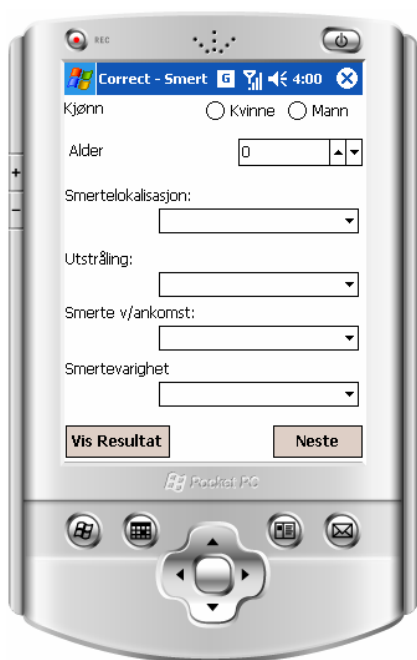 REC
Correct - Smert G 4:00
Kjønn Kvinne Mann
Alder 0
Smertelokalisasjon:
Utstråling:
Smerte v/ankomst:
Smertevarighet
Vis Resultat Neste
Pocket PC